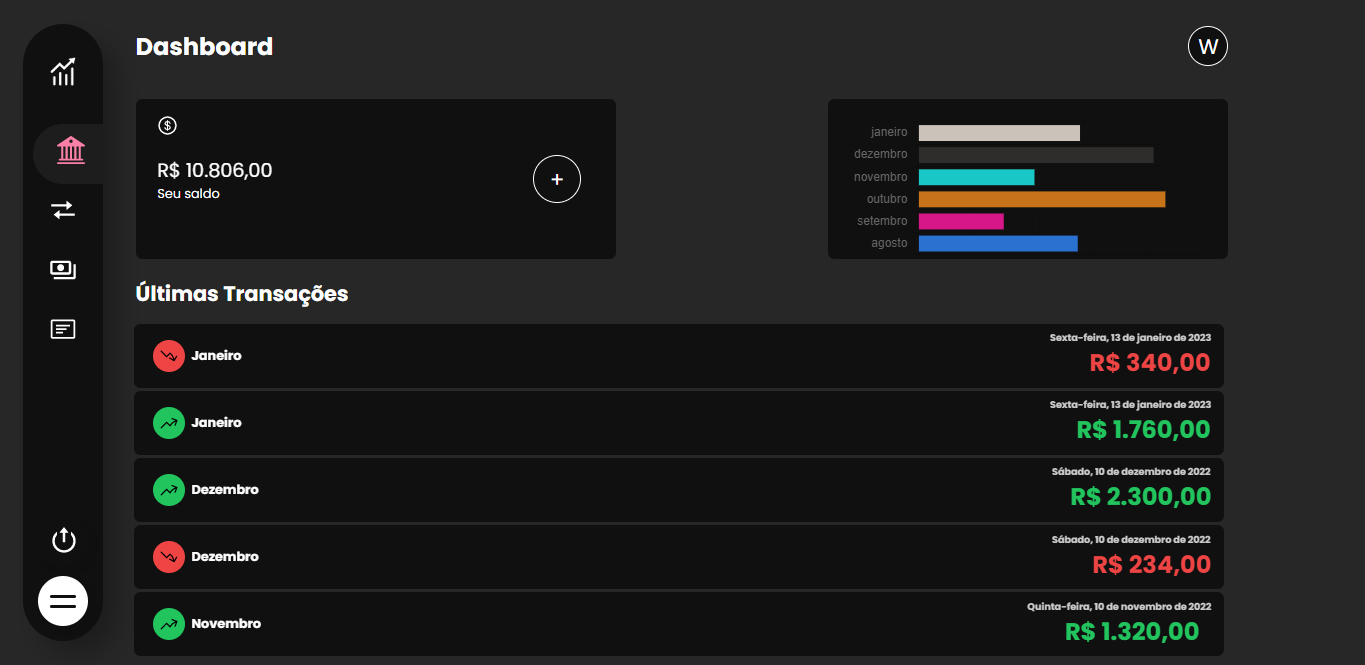 Dashboard
W
$
R$ 10.806,00
Seu saldo
+
janeiro
dezembro
novembro
outubro
setembro
agosto
Últimas Transações
Janeiro
Sexta-feira, 13 de janeiro de 2023
R$ 340,00
Janeiro
Sexta-feira, 13 de janeiro de 2023
R$ 1.760,00
Dezembro
Sábado, 10 de dezembro de 2022
R$ 2.300,00
Dezembro
Sábado, 10 de dezembro de 2022
R$ 234,00
Novembro
Quinta-feira, 10 de novembro de 2022
R$ 1.320,00